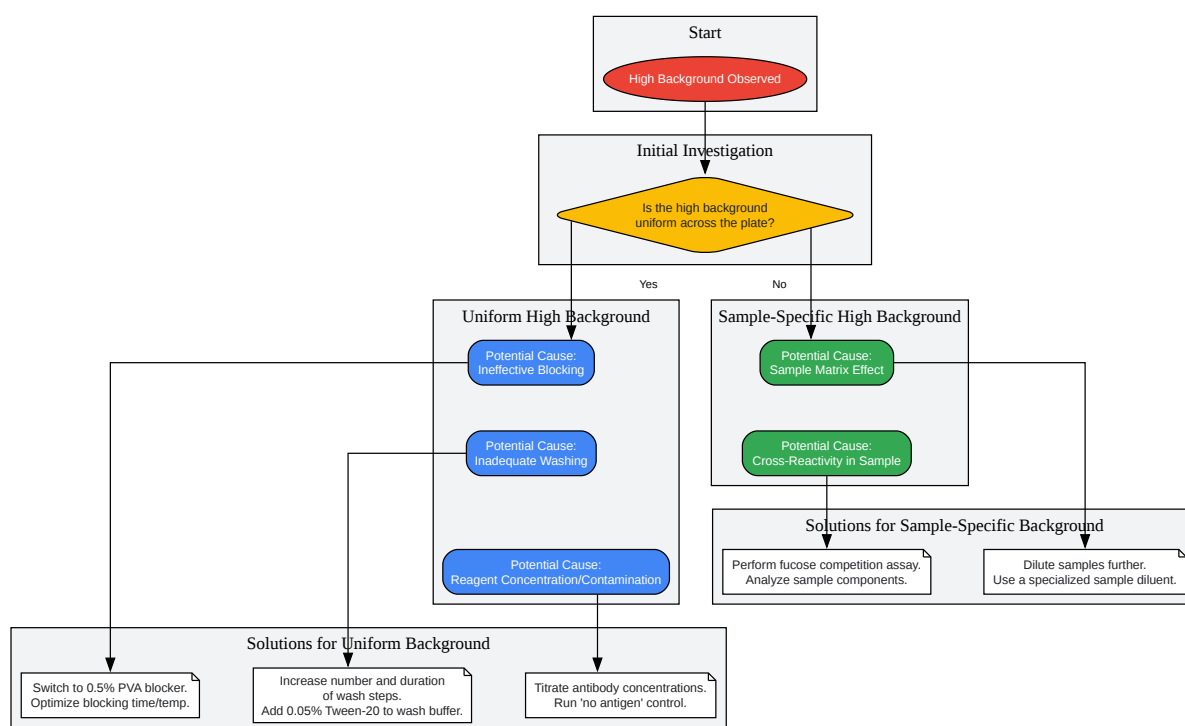 Start
High Background Observed
Initial Investigation
Is the high background
uniform across the plate?
Yes
No
Uniform High Background
Potential Cause:
Ineffective Blocking
Potential Cause:
Inadequate Washing
Potential Cause:
Reagent Concentration/Contamination
Sample-Specific High Background
Potential Cause:
Sample Matrix Effect
Potential Cause:
Cross-Reactivity in Sample
Solutions for Sample-Specific Background
Perform fucose competition assay.
Analyze sample components.
Dilute samples further.
Use a specialized sample diluent.
Solutions for Uniform Background
Switch to 0.5% PVA blocker.
Optimize blocking time/temp.
Increase number and duration
of wash steps.
Add 0.05% Tween-20 to wash buffer.
Titrate antibody concentrations.
Run 'no antigen' control.